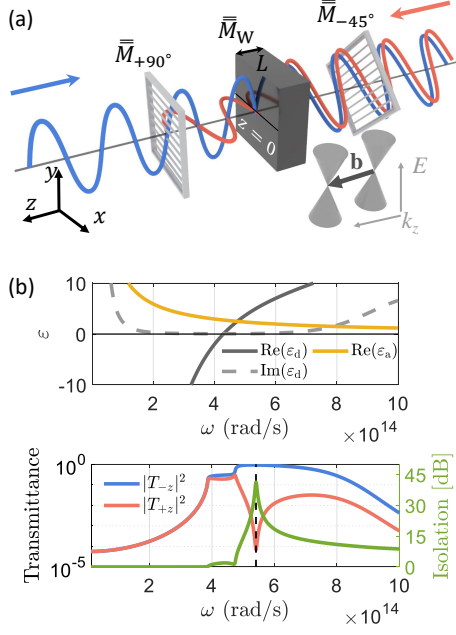 (a)
M̿+90°
M̿W
M̿−45°
L
z = 0
y
z
x
b
E
kz
(b)
10
0
-10
ε
Re(εd)
Re(εa)
Im(εd)
2
4
6
8
10
ω (rad/s)
× 10^14
Transmittance
10^0
10^-5
|T−z|²
|T+z|²
45
30
15
0
Isolation [dB]
2
4
6
8
10
ω (rad/s)
× 10^14